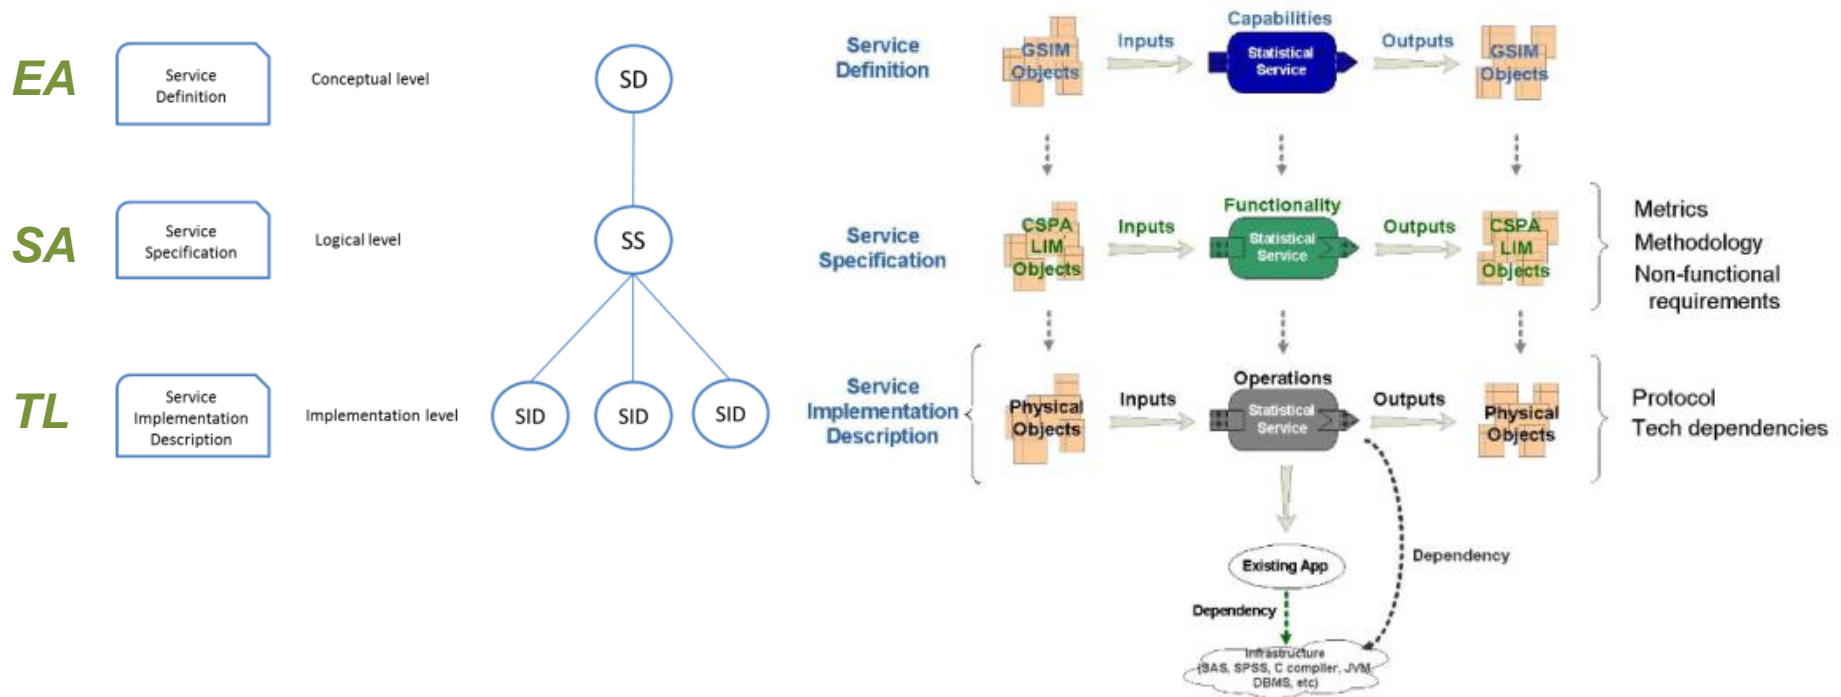 EA
Service
Definition
Conceptual level
SD
Service
Definition
GSIM
Objects
Inputs
Capabilities
Statistical
Service
Outputs
GSIM
Objects
SA
Service
Specification
Logical level
SS
Service
Specification
CSPA
LIM
Objects
Inputs
Functionality
Statistical
Service
Outputs
CSPA
LIM
Objects
Metrics
Methodology
Non-functional
requirements
TL
Service
Implementation
Description
Implementation level
SID
SID
SID
Service
Implementation
Description
Physical
Objects
Inputs
Operations
Statistical
Service
Outputs
Physical
Objects
Protocol
Tech dependencies
Existing App
Dependency
Dependency
Infrastructure
(SAS, SPSS, C compiler, JVM
DBMS, etc)